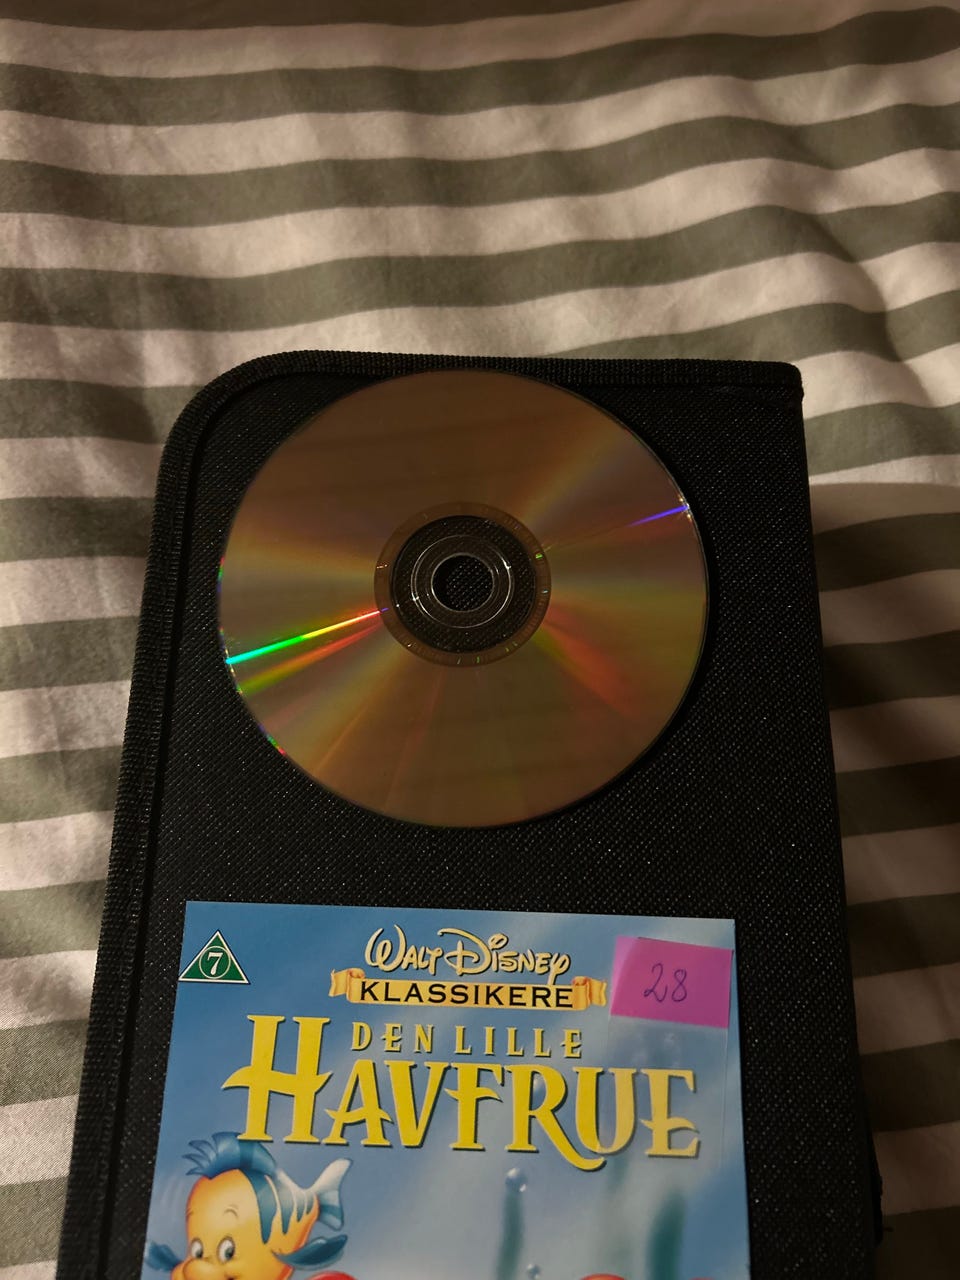 7
WALT DISNEY
KLASSIKERE
28
DEN LILLE
HAVFRUE